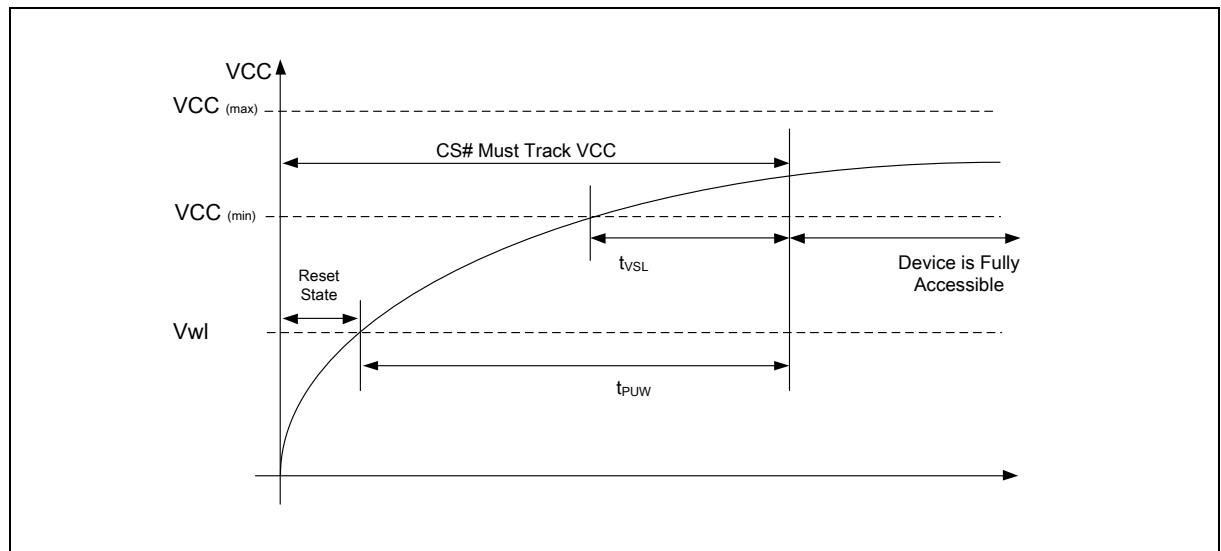 VCC
VCC (max)
CS# Must Track VCC
VCC (min)
tVSL
Device is Fully
Accessible
Reset
State
Vwl
tPUW